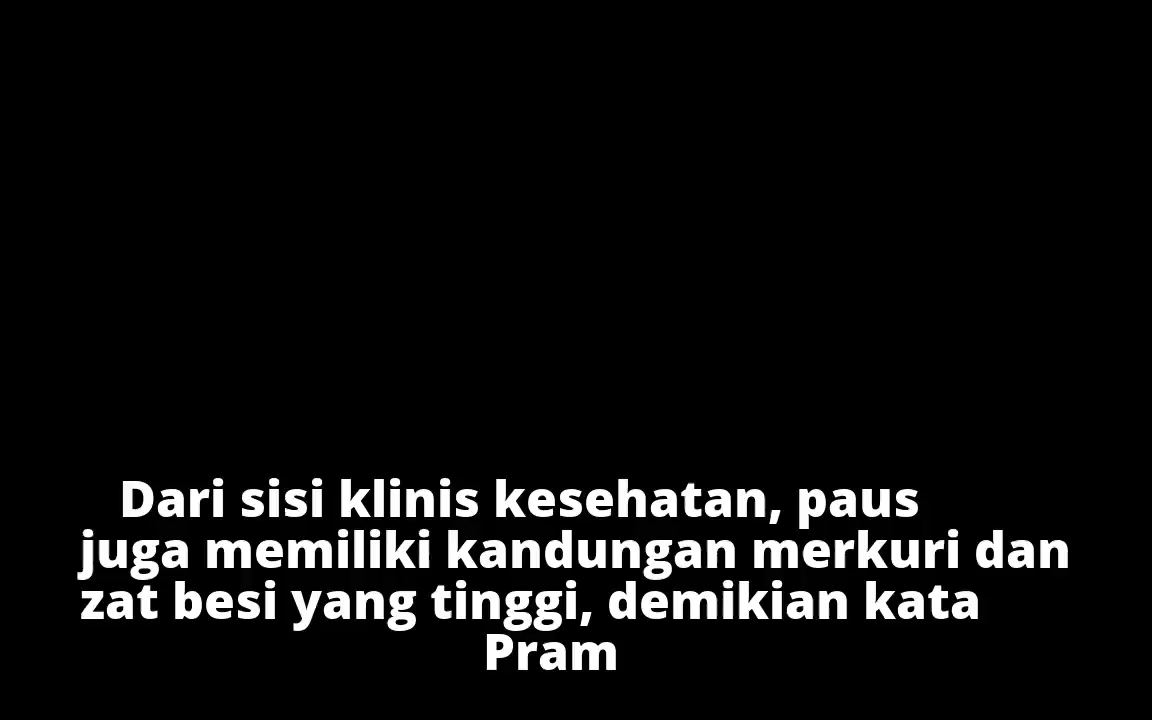 Dari sisi klinis kesehatan, paus
juga memiliki kandungan merkuri dan
zat besi yang tinggi, demikian kata
Pram